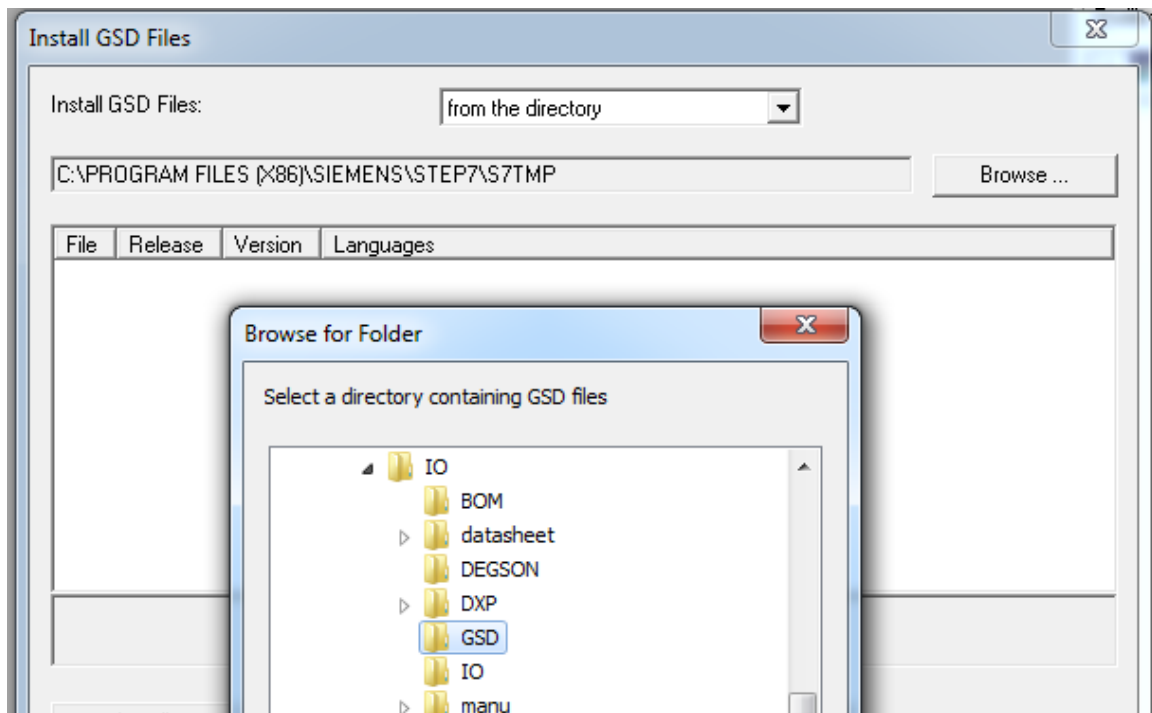 Install GSD Files
Install GSD Files:
from the directory
C:\PROGRAM FILES (X86)\SIEMENS\STEP7\S7TMP
Browse ...
File Release Version Languages
Browse for Folder
Select a directory containing GSD files
IO
BOM
datasheet
DEGSON
DXP
GSD
IO
manu